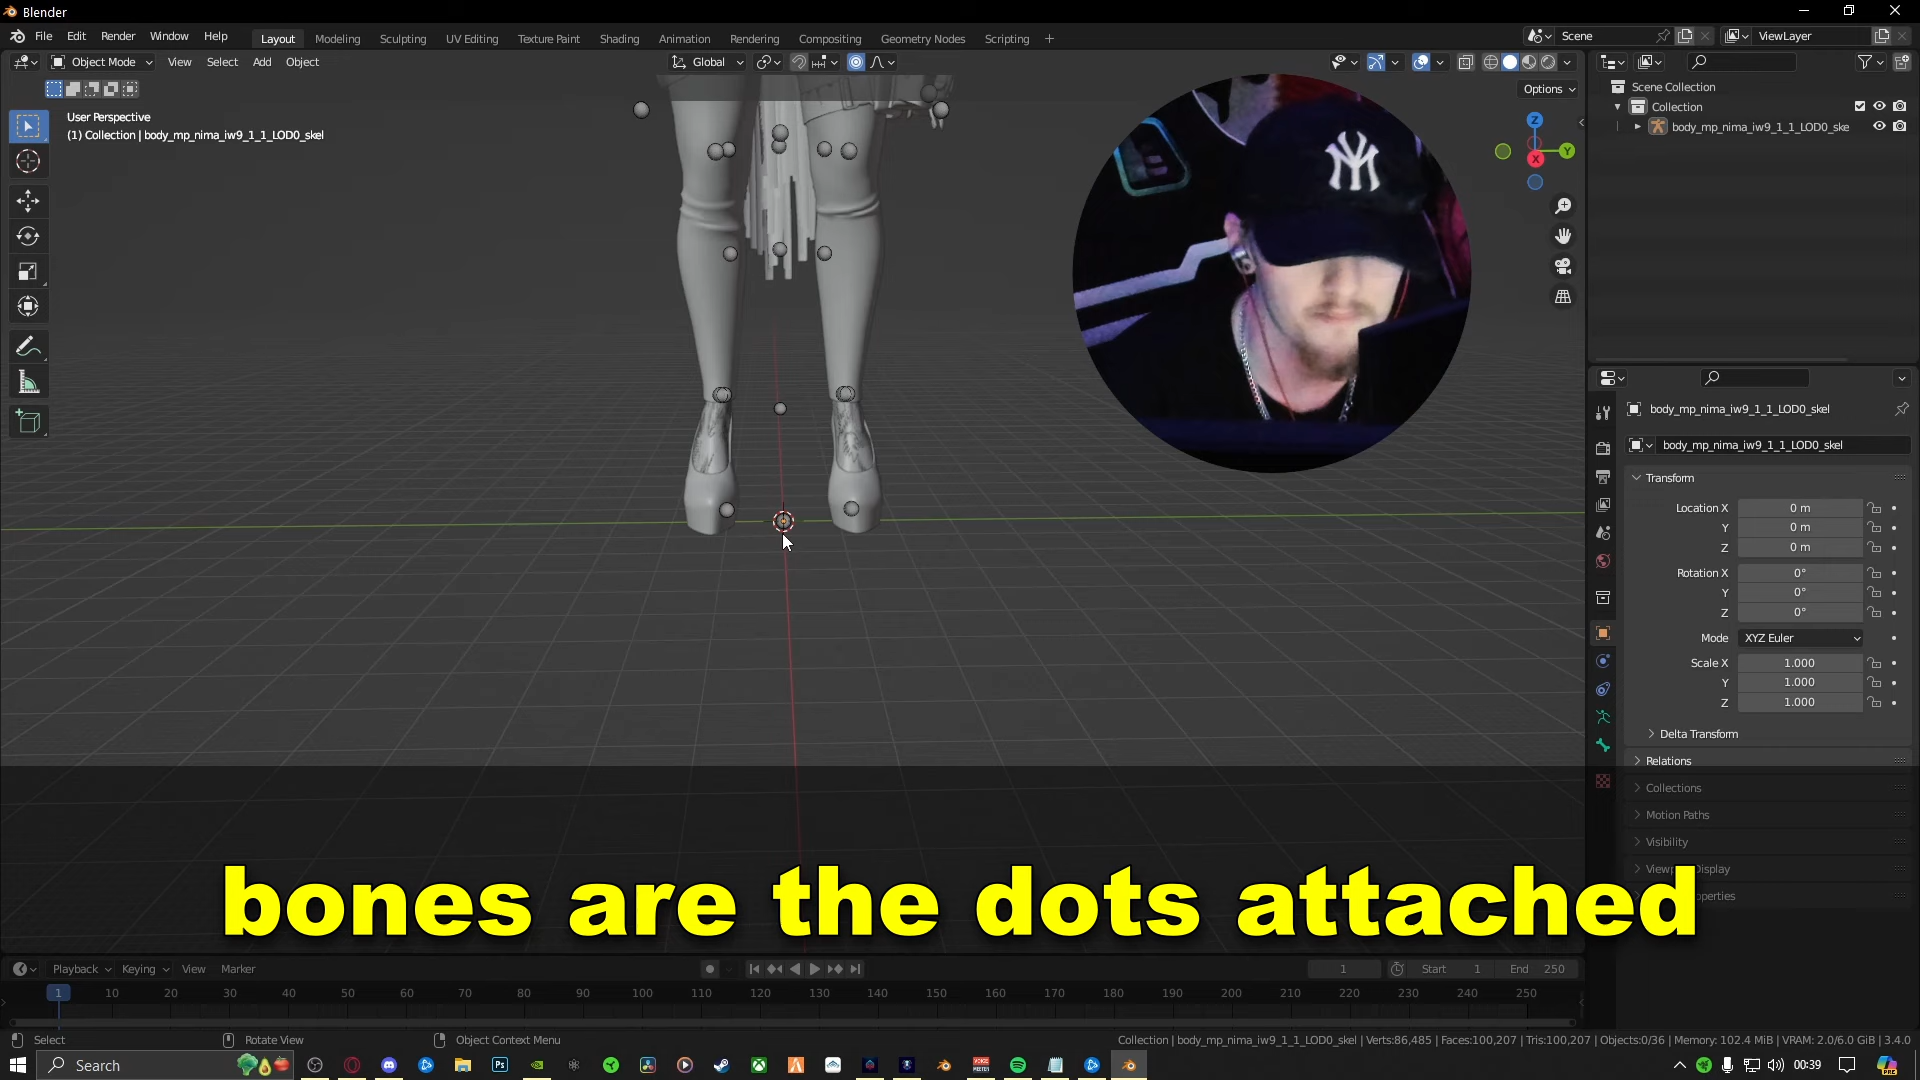 Blender
File Edit Render Window Help
Layout Modeling Sculpting UV Editing Texture Paint Shading Animation Rendering Compositing Geometry Nodes Scripting +
Scene
ViewLayer
Object Mode View Select Add Object
Global
Options
User Perspective
(1) Collection | body_mp_nima_iw9_1_1_LOD0_skel
Z
Y
X
NY
Scene Collection
Collection
body_mp_nima_iw9_1_1_LOD0_ske
body_mp_nima_iw9_1_1_LOD0_skel
body_mp_nima_iw9_1_1_LOD0_skel
Transform
Location X 0 m
Y 0 m
Z 0 m
Rotation X 0°
Y 0°
Z 0°
Mode XYZ Euler
Scale X 1.000
Y 1.000
Z 1.000
Delta Transform
Relations
Collections
Motion Paths
Visibility
bones are the dots attached
Playback Keying View Marker
1 Start 1 End 250
1 10 20 30 40 50 60 70 80 90 100 110 120 130 140 150 160 170 180 190 200 210 220 230 240 250
Select Rotate View Object Context Menu
Collection | body_mp_nima_iw9_1_1_LOD0_skel | Verts:86,485 | Faces:100,207 | Tris:100,207 | Objects:0/36 | Memory: 102.4 MiB | VRAM: 2.0/6.0 GiB | 3.4.0
Search
Ps
00:39